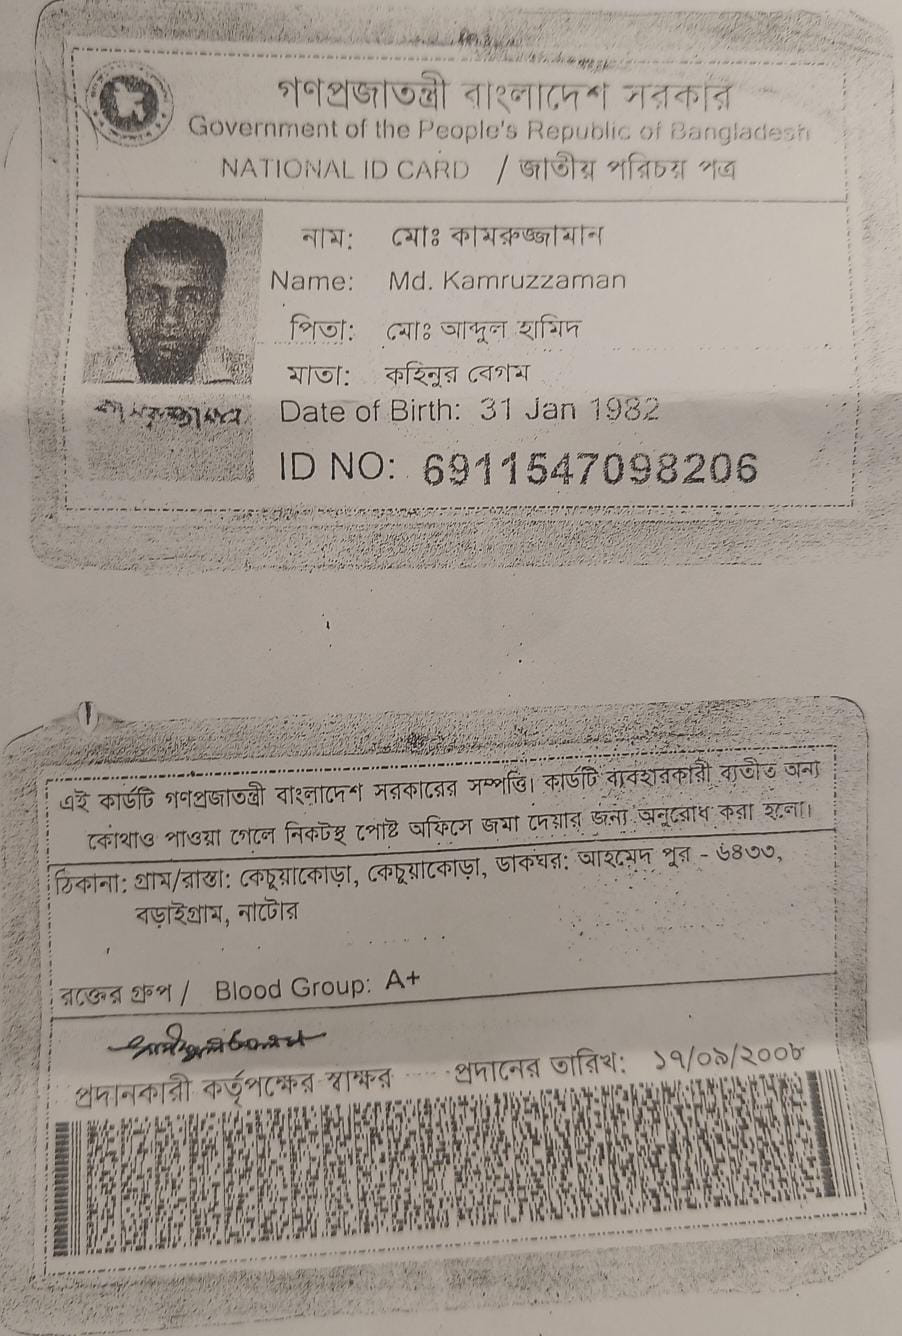 গণপ্রজাতন্ত্রী বাংলাদেশ সরকার
Government of the People's Republic of Bangladesh
NATIONAL ID CARD / জাতীয় পরিচয় পত্র
নাম: মোঃ কামরুজ্জামান
Name: Md. Kamruzzaman
পিতা: মোঃ আব্দুল হামিদ
মাতা: কহিনুর বেগম
Date of Birth: 31 Jan 1982
ID NO: 6911547098206
এই কার্ডটি গণপ্রজাতন্ত্রী বাংলাদেশ সরকারের সম্পত্তি। কার্ডটি ব্যবহারকারী ব্যতীত অন্য
কোথাও পাওয়া গেলে নিকটস্থ পোষ্ট অফিসে জমা দেয়ার জন্য অনুরোধ করা হলো।
ঠিকানা: গ্রাম/রাস্তা: কেচুয়াকোড়া, কেচুয়াকোড়া, ডাকঘর: আহমেদ পুর - ৬৪৩৩,
বড়াইগ্রাম, নাটোর
রক্তের গ্রুপ / Blood Group: A+
প্রদানকারী কর্তৃপক্ষের স্বাক্ষর প্রদানের তারিখ: ১৭/০৯/২০০৮